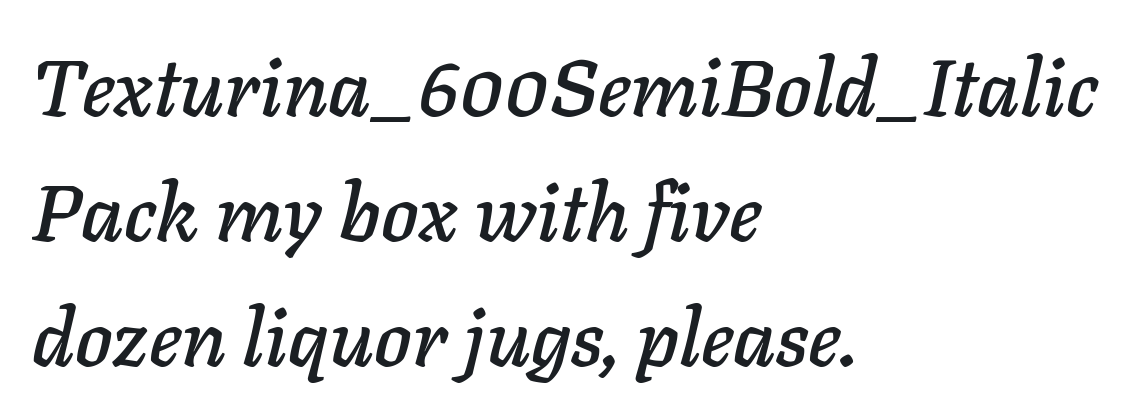 Texturina_600SemiBold_Italic
Pack my box with five
dozen liquor jugs, please.